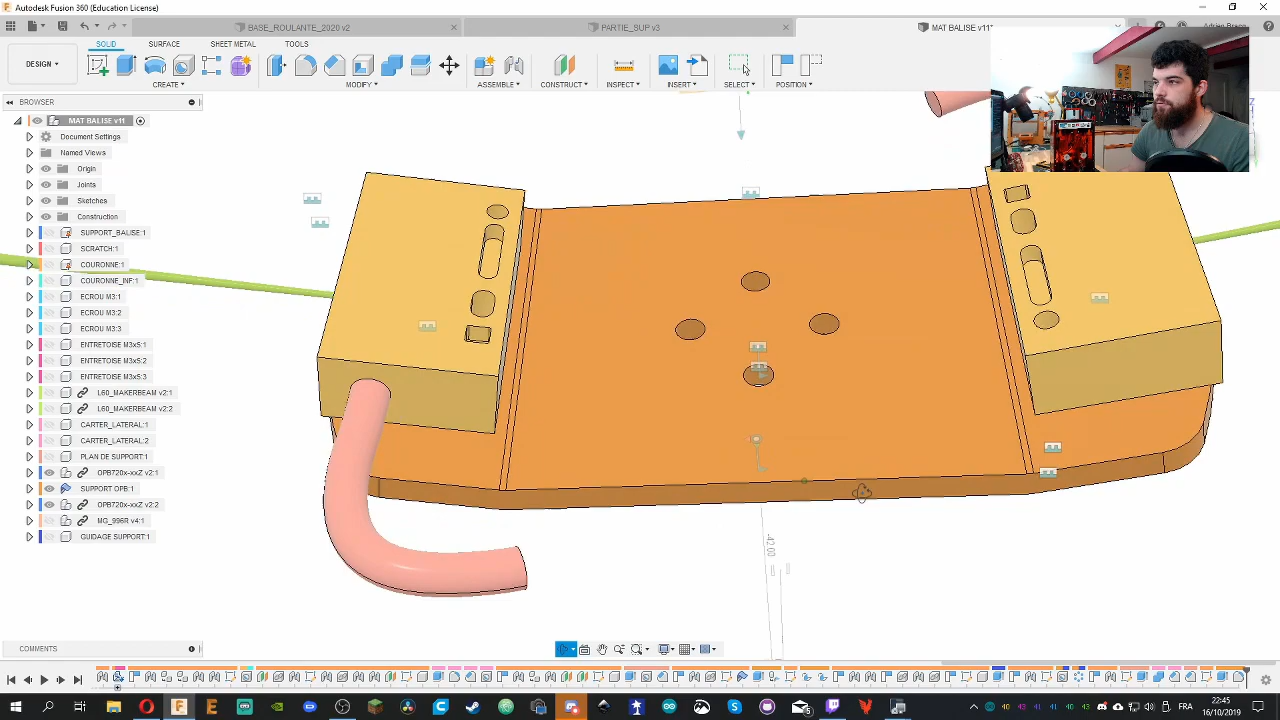 Autodesk Fusion 360 (Education License)
BASE_ROULANTE_2020 v2
PARTIE_SUP v3
MAT BALISE v11*
SOLID
SURFACE
SHEET METAL
TOOLS
DESIGN
CREATE
MODIFY
ASSEMBLE
CONSTRUCT
INSPECT
INSERT
SELECT
POSITION
BROWSER
MAT BALISE v11
Document Settings
Named Views
Origin
Joints
Sketches
Construction
SUPPORT_BALISE:1
SCRATCH:1
COURONNE:1
COURONNE_INF:1
ECROU M3:1
ECROU M3:2
ECROU M3:3
ENTRETOISE M3x5:1
ENTRETOISE M3x5:2
ENTRETOISE M3x5:3
L60_MAKERBEAM v2:1
L60_MAKERBEAM v2:2
CARTER_LATERAL:1
CARTER_LATERAL:2
PLAN DE SUPPORT:1
OPB720x-xxZ v2:1
SUPPORT OPB:1
OPB720x-xxZ v2:2
MG_996R v4:1
GUIDAGE SUPPORT:1
-42.00
COMMENTS
FR
22:45
16/10/2019